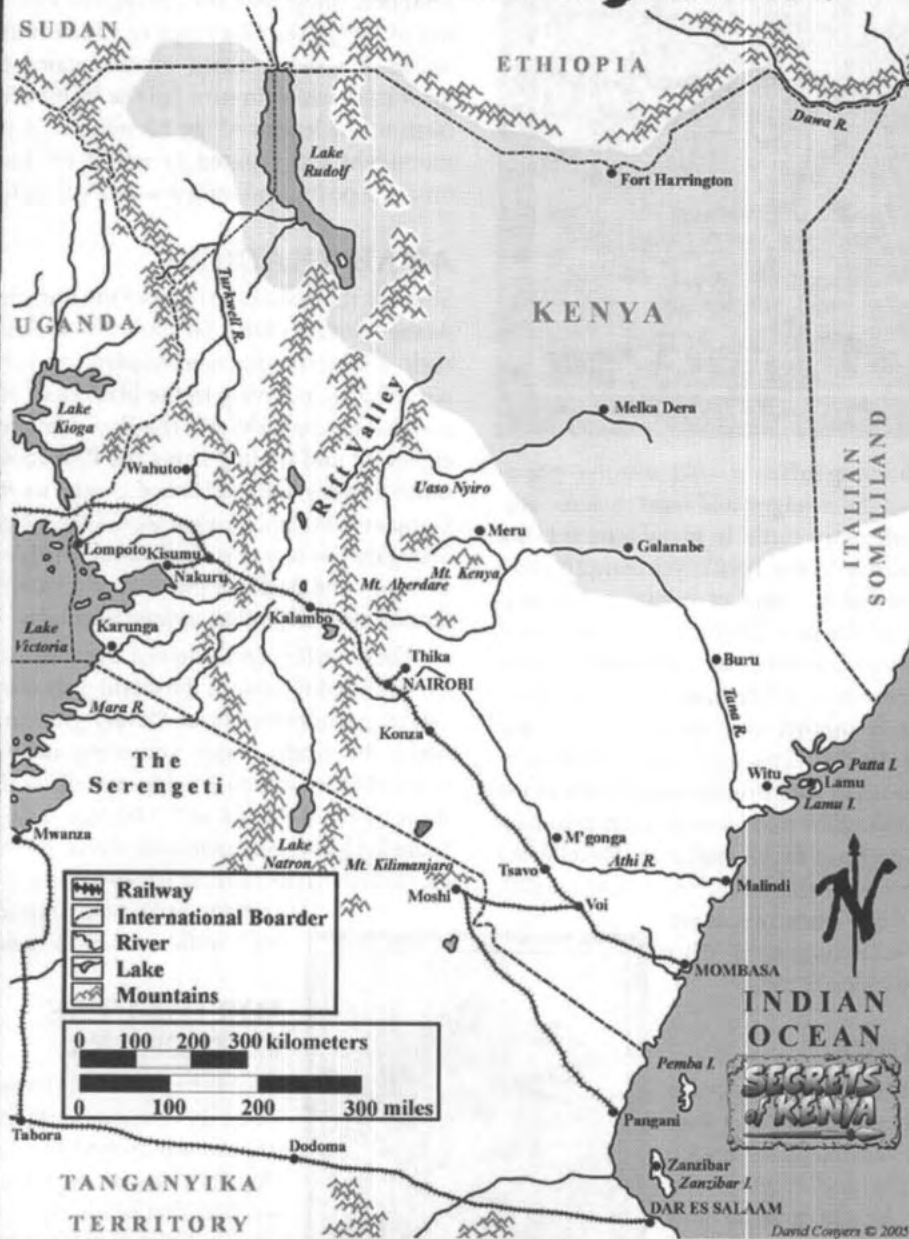 SUDAN
ETHIOPIA
Dawa R.
Lake
Rudolf
Fort Harrington
Turkwell R.
UGANDA
KENYA
Lake
Kioga
Rift Valley
Melka Dera
ITALIAN
SOMALILAND
Wahuto
Uaso Nyiro
Meru
Lompoto
Kisumu
Galanabe
Nakuru
Mt. Aberdare
Mt. Kenya
Kalambo
Lake
Victoria
Karunga
Thika
NAIROBI
Buru
Mara R.
Konza
Tana R.
The
Serengeti
Witu
Patta I.
Lamu
Lamu I.
Mwanza
Lake
Natron
M'gonga
Athi R.
Mt. Kilimanjaro
Tsavo
Malindi
Moshi
Voi
N
Railway
International Boarder
River
Lake
Mountains
MOMBASA
INDIAN
OCEAN
0 100 200 300 kilometers
0 100 200 300 miles
Pemba I.
SECRETS
of KENYA
Pangani
Tabora
Dodoma
Zanzibar
Zanzibar I.
TANGANYIKA
TERRITORY
DAR ES SALAAM
David Conyers © 2005